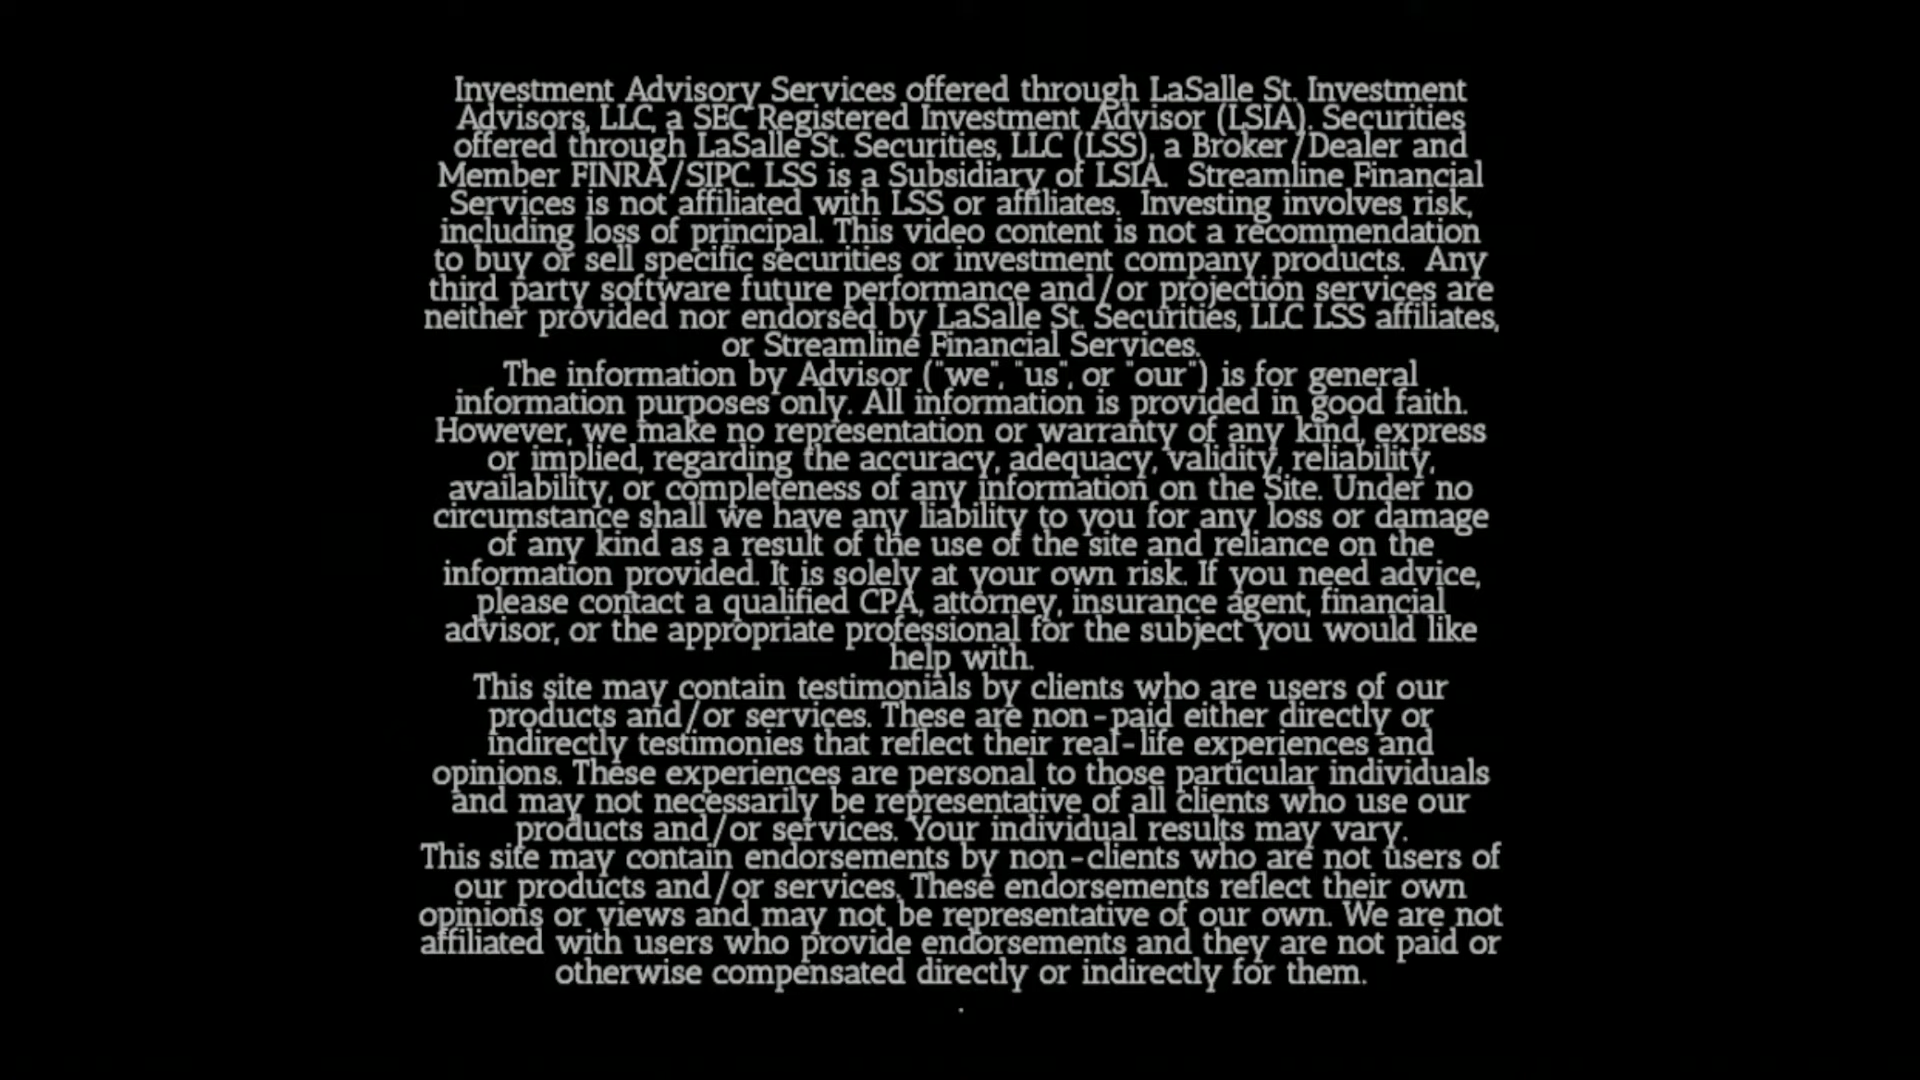 Investment Advisory Services offered through LaSalle St. Investment
Advisors, LLC, a SEC Registered Investment Advisor (LSIA). Securities
offered through LaSalle St. Securities, LLC (LSS), a Broker/Dealer and
Member FINRA/SIPC. LSS is a Subsidiary of LSIA.  Streamline Financial
Services is not affiliated with LSS or affiliates.  Investing involves risk,
including loss of principal. This video content is not a recommendation
to buy or sell specific securities or investment company products.  Any
third party software future performance and/or projection services are
neither provided nor endorsed by LaSalle St. Securities, LLC LSS affiliates,
or Streamline Financial Services.
The information by Advisor ("we", "us", or "our") is for general
information purposes only. All information is provided in good faith.
However, we make no representation or warranty of any kind, express
or implied, regarding the accuracy, adequacy, validity, reliability,
availability, or completeness of any information on the Site. Under no
circumstance shall we have any liability to you for any loss or damage
of any kind as a result of the use of the site and reliance on the
information provided. It is solely at your own risk. If you need advice,
please contact a qualified CPA, attorney, insurance agent, financial
advisor, or the appropriate professional for the subject you would like
help with.
This site may contain testimonials by clients who are users of our
products and/or services. These are non-paid either directly or
indirectly testimonies that reflect their real-life experiences and
opinions. These experiences are personal to those particular individuals
and may not necessarily be representative of all clients who use our
products and/or services. Your individual results may vary.
This site may contain endorsements by non-clients who are not users of
our products and/or services. These endorsements reflect their own
opinions or views and may not be representative of our own. We are not
affiliated with users who provide endorsements and they are not paid or
otherwise compensated directly or indirectly for them.
.